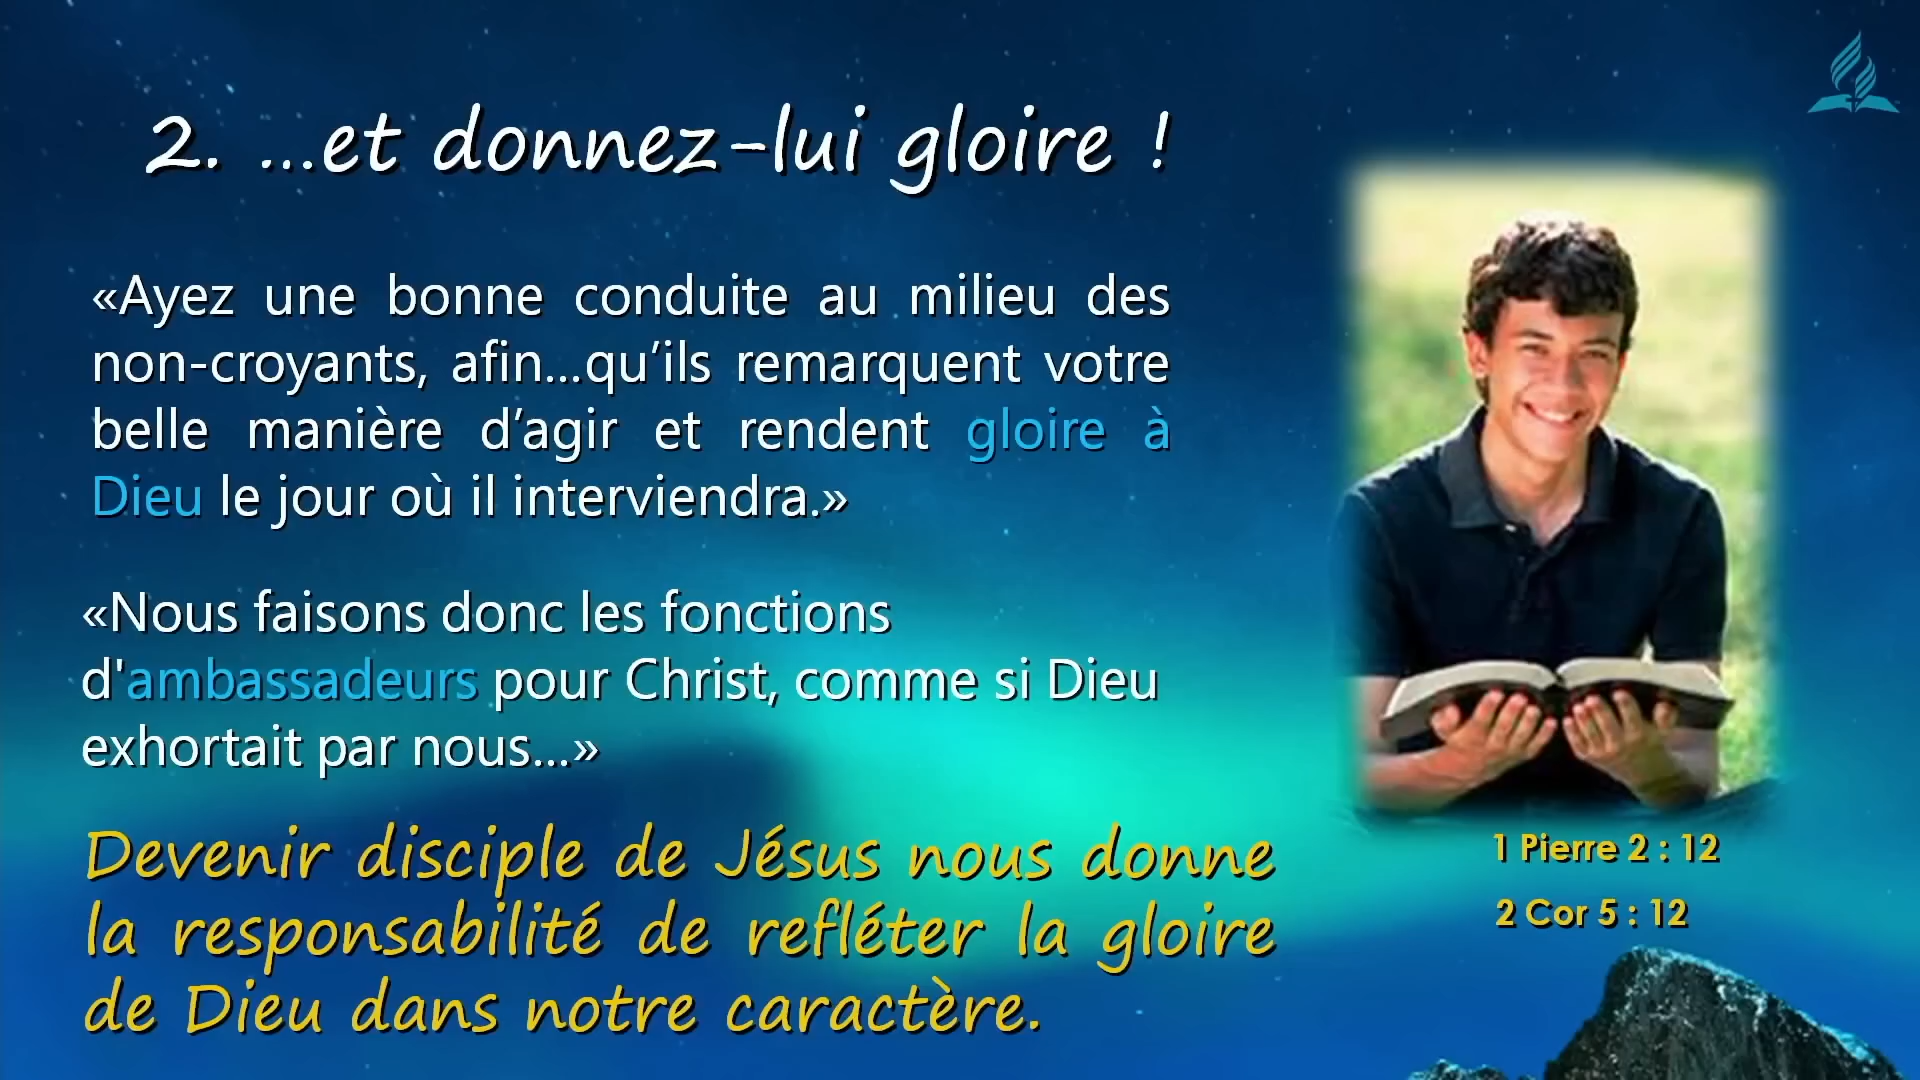 2. ...et donnez-lui gloire !
«Ayez une bonne conduite au milieu des
non-croyants, afin...qu’ils remarquent votre
belle manière d’agir et rendent gloire à
Dieu le jour où il interviendra.»
«Nous faisons donc les fonctions
d'ambassadeurs pour Christ, comme si Dieu
exhortait par nous...»
Devenir disciple de Jésus nous donne
la responsabilité de refléter la gloire
de Dieu dans notre caractère.
1 Pierre 2 : 12
2 Cor 5 : 12